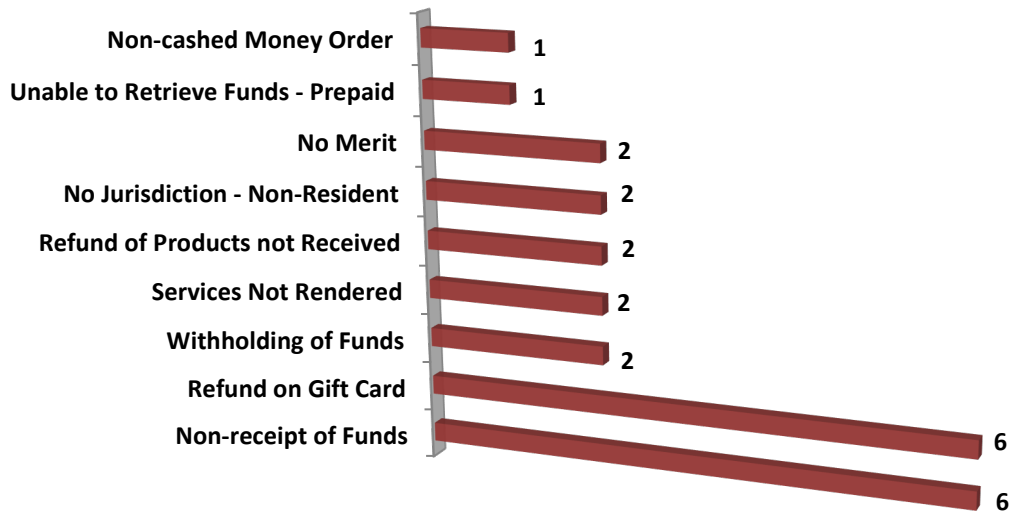 Non-cashed Money Order 1
Unable to Retrieve Funds - Prepaid 1
No Merit 2
No Jurisdiction - Non-Resident 2
Refund of Products not Received 2
Services Not Rendered 2
Withholding of Funds 2
Refund on Gift Card 6
Non-receipt of Funds 6